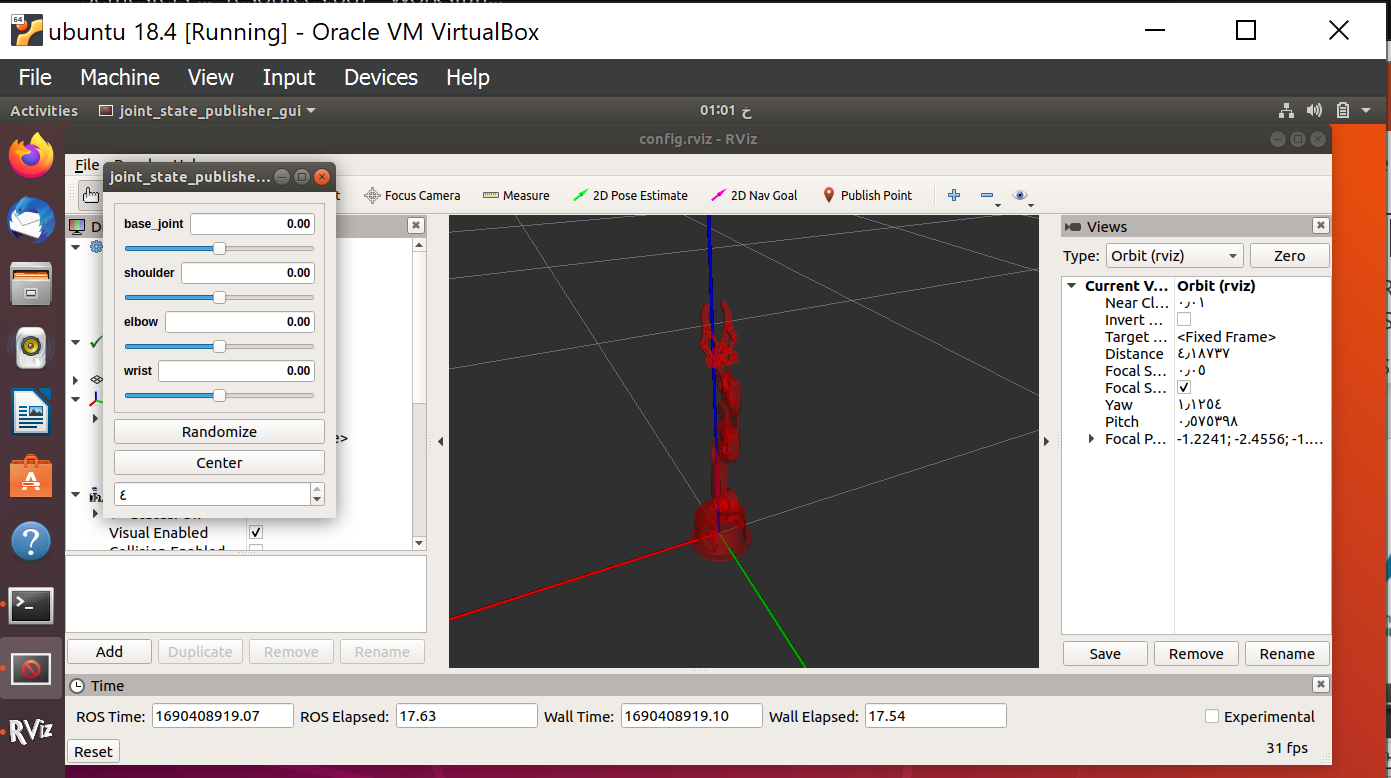 64
ubuntu 18.4 [Running] - Oracle VM VirtualBox
File Machine View Input Devices Help
Activities joint_state_publisher_gui 01:01 خ
config.rviz - RViz
File
joint_state_publishe...
Focus Camera Measure 2D Pose Estimate 2D Nav Goal Publish Point
base_joint 0.00
shoulder 0.00
elbow 0.00
wrist 0.00
Randomize
Center
٤
Visual Enabled
Collision Enabled
Add Duplicate Remove Rename
Views
Type: Orbit (rviz) Zero
Current V... Orbit (rviz)
Near Cl... ٠٫٠١
Invert ...
Target ... <Fixed Frame>
Distance ٤٫١٨٧٣٧
Focal S... ٠٫٠٥
Focal S...
Yaw ١٫١٢٥٤
Pitch ٠٫٥٧٥٣٩٨
Focal P... -1.2241; -2.4556; -1....
Save Remove Rename
Time
ROS Time: 1690408919.07 ROS Elapsed: 17.63 Wall Time: 1690408919.10 Wall Elapsed: 17.54 Experimental
Reset 31 fps
RViz